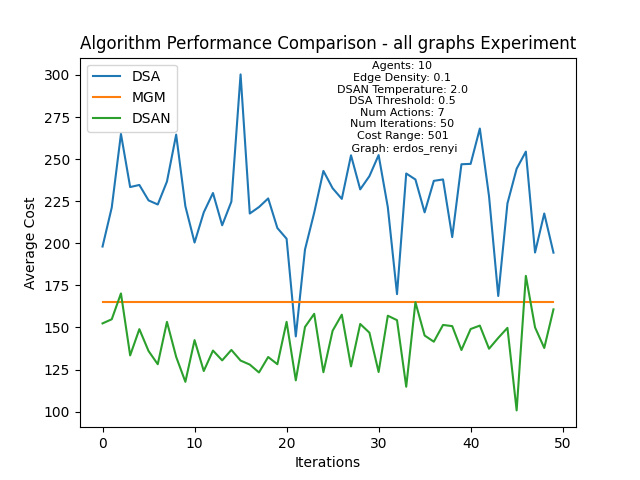 Algorithm Performance Comparison - all graphs Experiment
DSA
MGM
DSAN
Agents: 10
Edge Density: 0.1
DSAN Temperature: 2.0
DSA Threshold: 0.5
Num Actions: 7
Num Iterations: 50
Cost Range: 501
Graph: erdos_renyi
Average Cost
300
275
250
225
200
175
150
125
100
0 10 20 30 40 50
Iterations